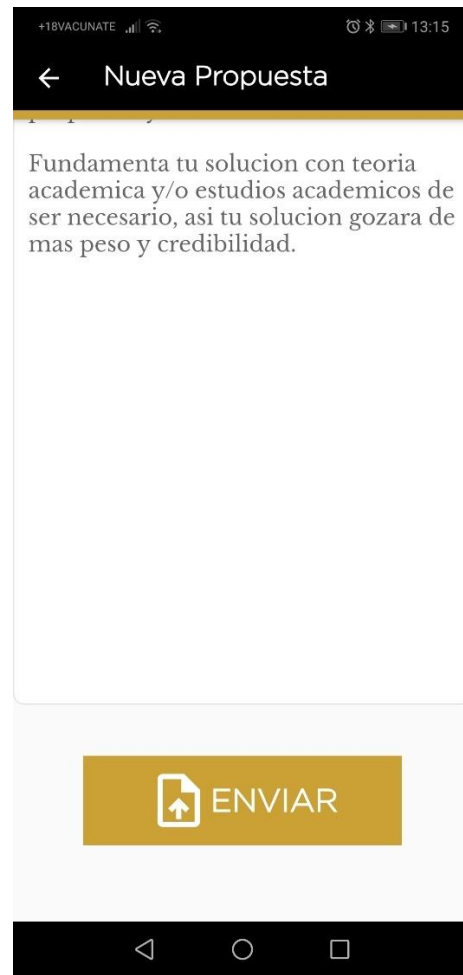 +18VACUNATE
13:15
Nueva Propuesta
Fundamenta tu solucion con teoria
academica y/o estudios academicos de
ser necesario, asi tu solucion gozara de
mas peso y credibilidad.
ENVIAR